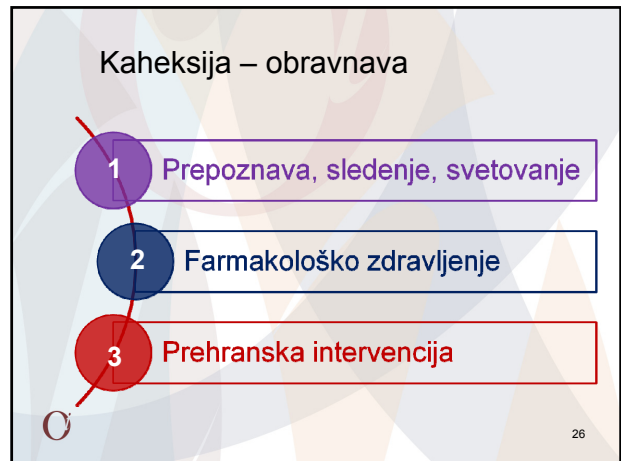 Kaheksija – obravnava
1 Prepoznava, sledenje, svetovanje
2 Farmakološko zdravljenje
3 Prehranska intervencija
26